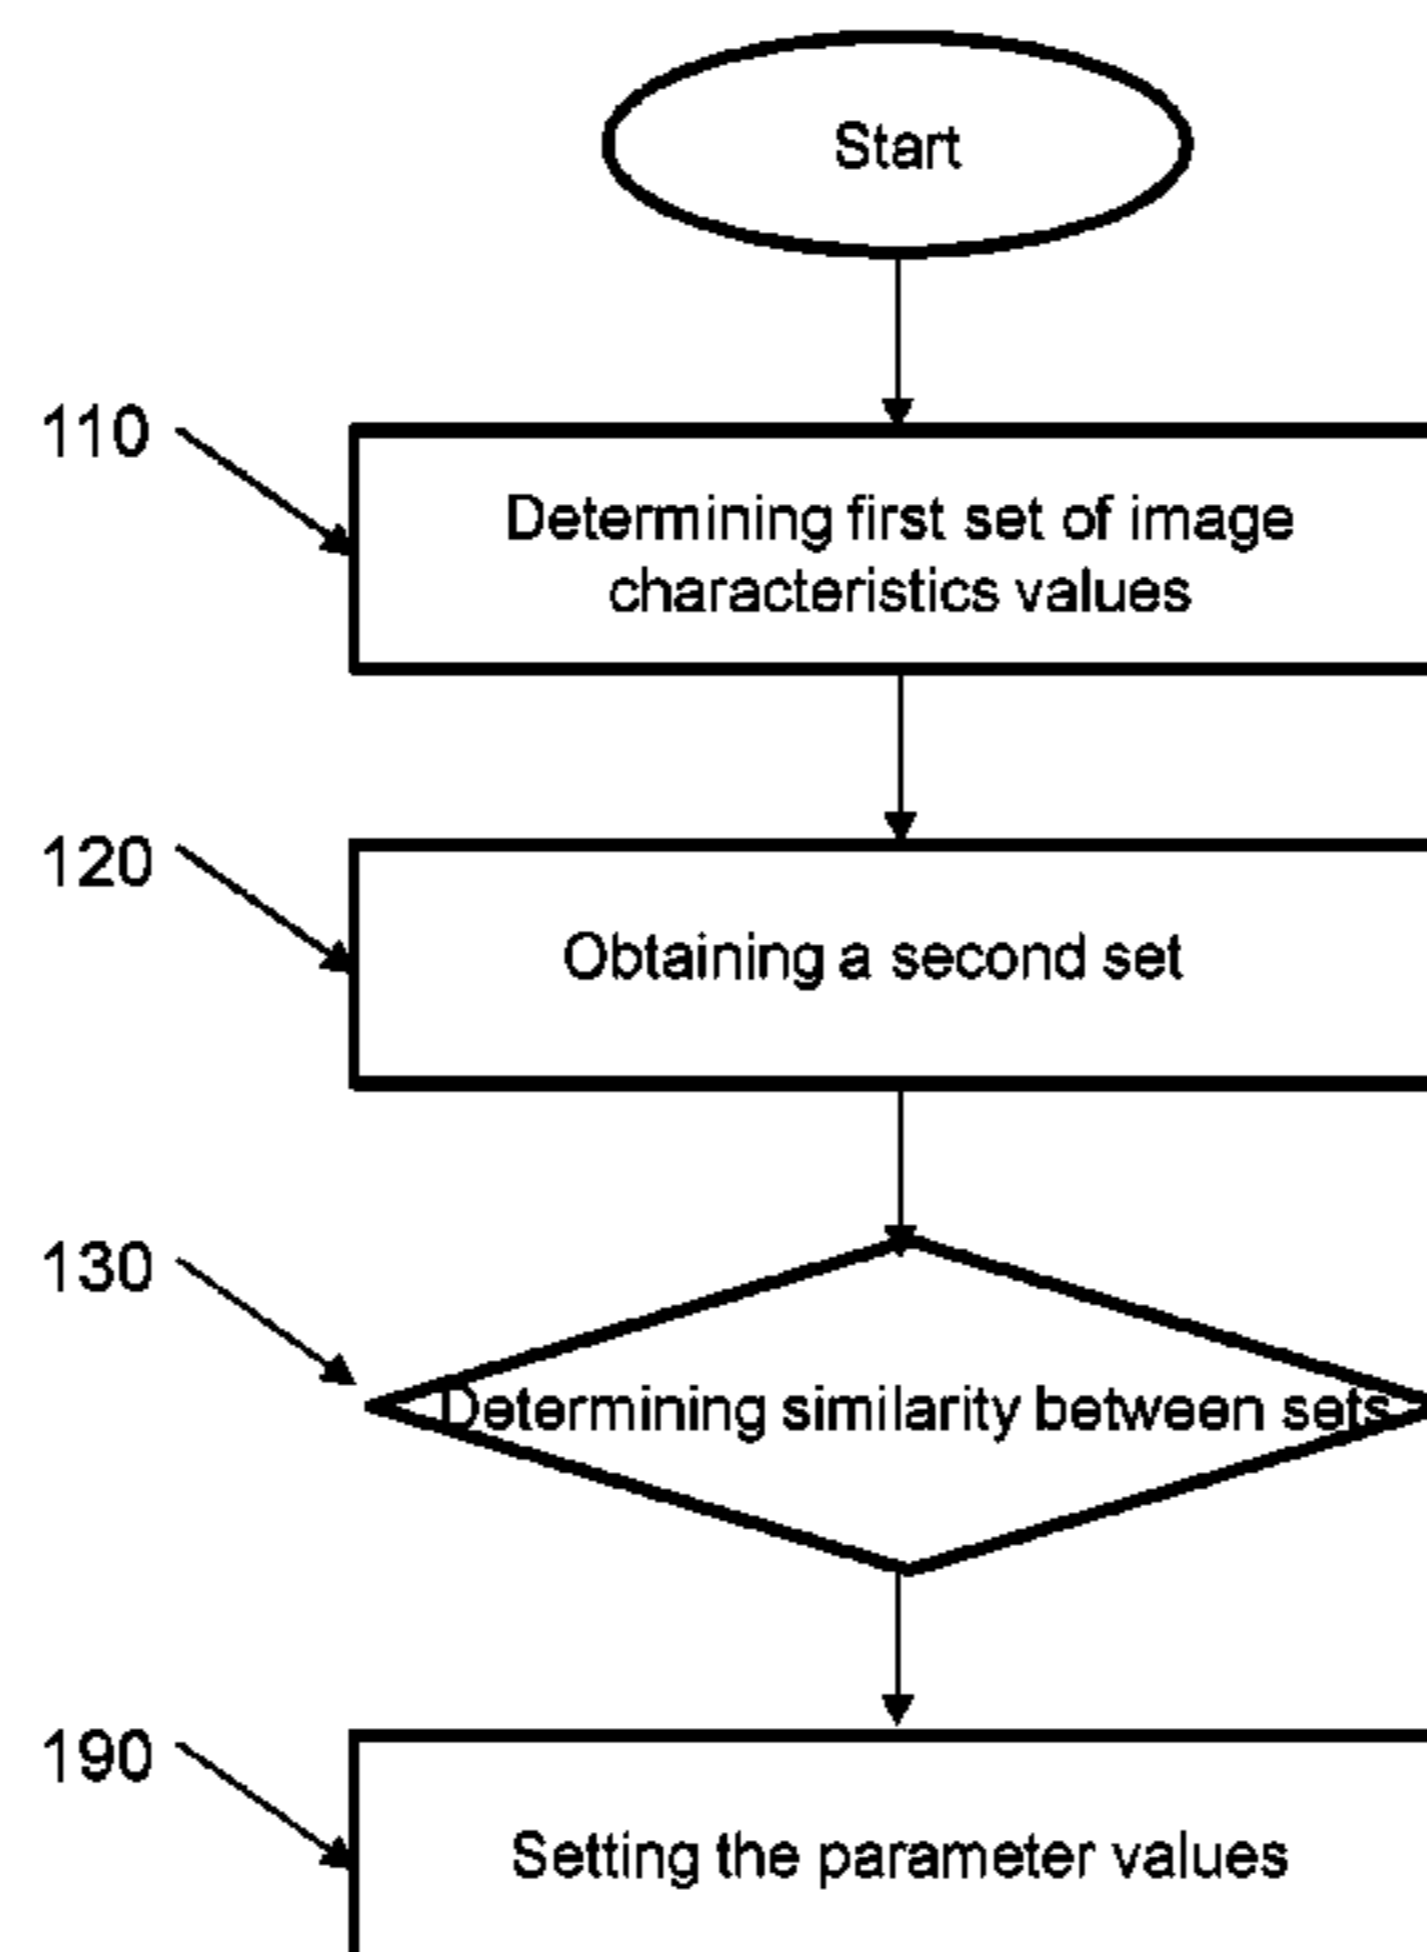 Start
110
Determining first set of image
characteristics values
120
Obtaining a second set
130
Determining similarity between sets
190
Setting the parameter values